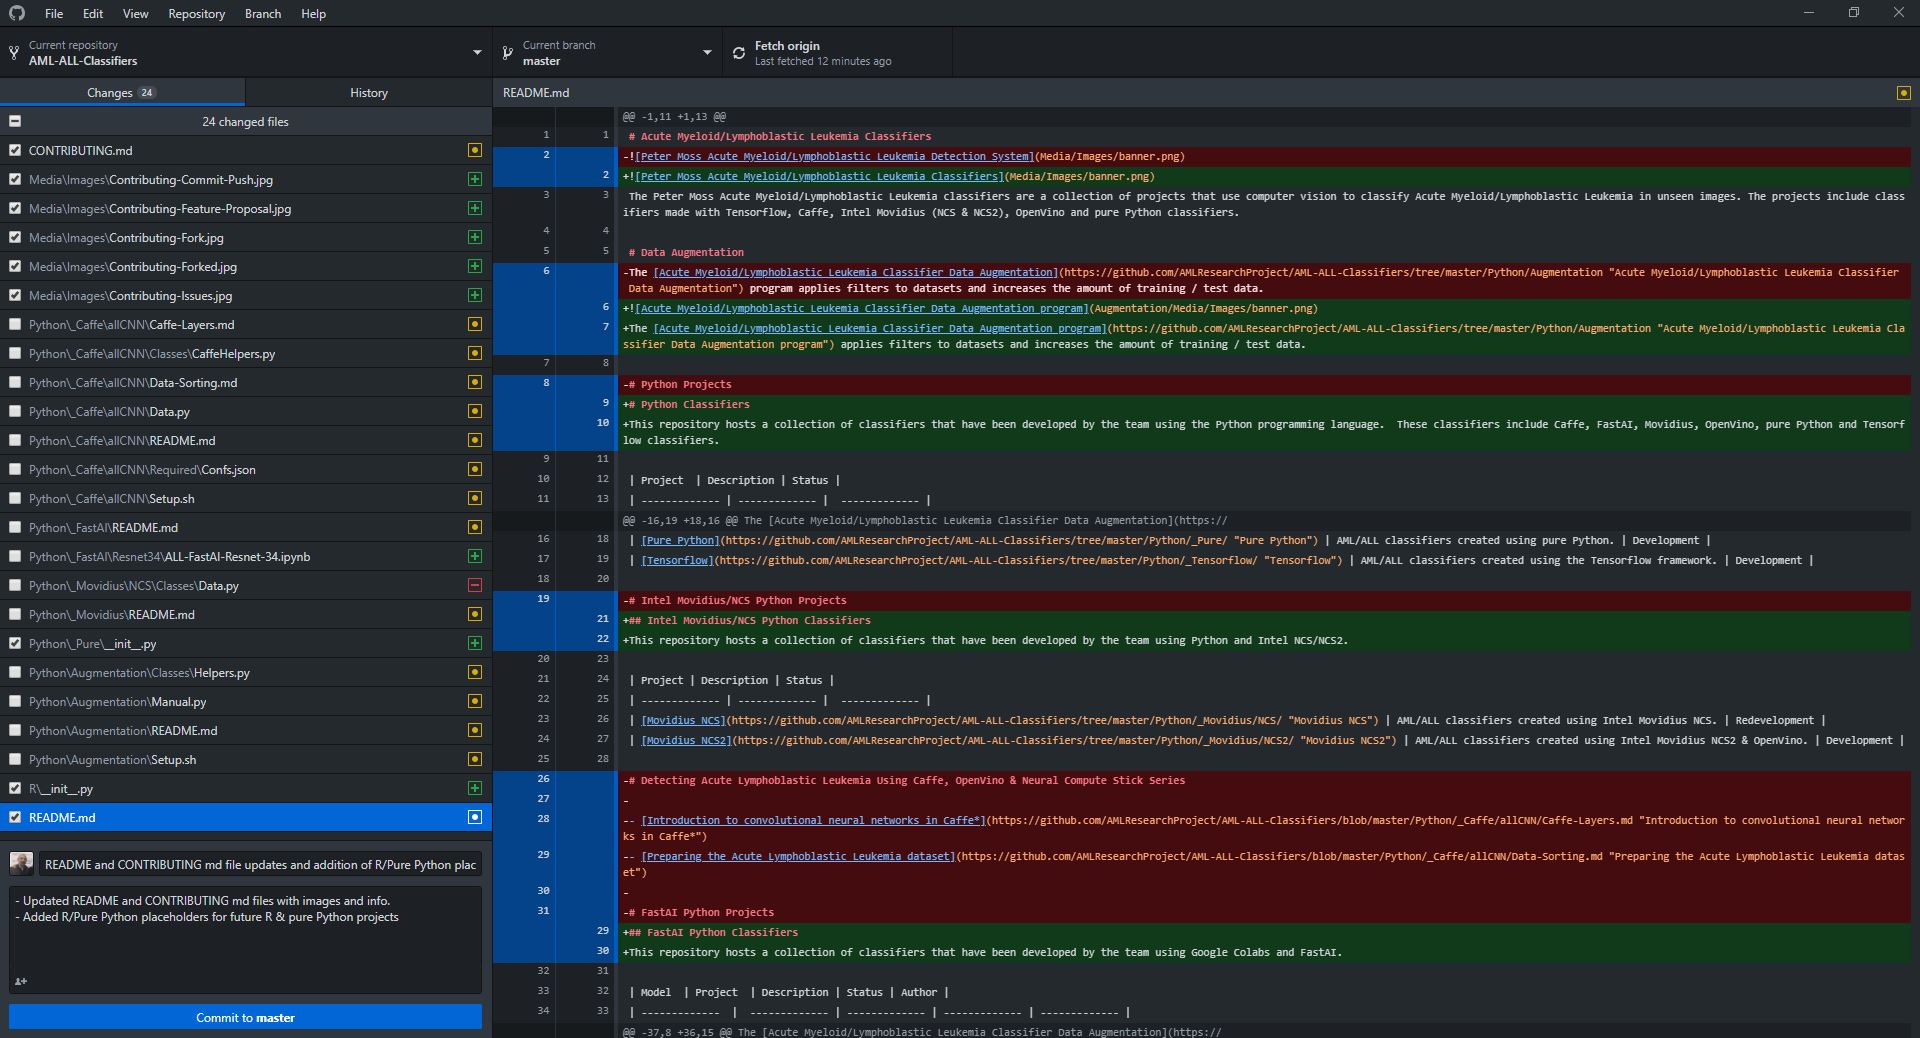 File Edit View Repository Branch Help
Current repository
AML-ALL-Classifiers
Current branch
master
Fetch origin
Last fetched 12 minutes ago
Changes 24
History
24 changed files
CONTRIBUTING.md
Media\Images\Contributing-Commit-Push.jpg
Media\Images\Contributing-Feature-Proposal.jpg
Media\Images\Contributing-Fork.jpg
Media\Images\Contributing-Forked.jpg
Media\Images\Contributing-Issues.jpg
Python\_Caffe\allCNN\Caffe-Layers.md
Python\_Caffe\allCNN\Classes\CaffeHelpers.py
Python\_Caffe\allCNN\Data-Sorting.md
Python\_Caffe\allCNN\Data.py
Python\_Caffe\allCNN\README.md
Python\_Caffe\allCNN\Required\Confs.json
Python\_Caffe\allCNN\Setup.sh
Python\_FastAI\README.md
Python\_FastAI\Resnet34\ALL-FastAI-Resnet-34.ipynb
Python\_Movidius\NCS\Classes\Data.py
Python\_Movidius\README.md
Python\_Pure\__init__.py
Python\Augmentation\Classes\Helpers.py
Python\Augmentation\Manual.py
Python\Augmentation\README.md
Python\Augmentation\Setup.sh
R\__init__.py
README.md
README and CONTRIBUTING md file updates and addition of R/Pure Python plac
- Updated README and CONTRIBUTING md files with images and info.
- Added R/Pure Python placeholders for future R & pure Python projects
Commit to master
README.md
@@ -1,11 +1,13 @@
1 1 # Acute Myeloid/Lymphoblastic Leukemia Classifiers
2 -![Peter Moss Acute Myeloid/Lymphoblastic Leukemia Detection System](Media/Images/banner.png)
2 +![Peter Moss Acute Myeloid/Lymphoblastic Leukemia Classifiers](Media/Images/banner.png)
3 3 The Peter Moss Acute Myeloid/Lymphoblastic Leukemia classifiers are a collection of projects that use computer vision to classify Acute Myeloid/Lymphoblastic Leukemia in unseen images. The projects include class
ifiers made with Tensorflow, Caffe, Intel Movidius (NCS & NCS2), OpenVino and pure Python classifiers.
4 4
5 5 # Data Augmentation
6 -The [Acute Myeloid/Lymphoblastic Leukemia Classifier Data Augmentation](https://github.com/AMLResearchProject/AML-ALL-Classifiers/tree/master/Python/Augmentation "Acute Myeloid/Lymphoblastic Leukemia Classifier
Data Augmentation") program applies filters to datasets and increases the amount of training / test data.
6 +![Acute Myeloid/Lymphoblastic Leukemia Classifier Data Augmentation program](Augmentation/Media/Images/banner.png)
7 +The [Acute Myeloid/Lymphoblastic Leukemia Classifier Data Augmentation program](https://github.com/AMLResearchProject/AML-ALL-Classifiers/tree/master/Python/Augmentation "Acute Myeloid/Lymphoblastic Leukemia Cla
ssifier Data Augmentation program") applies filters to datasets and increases the amount of training / test data.
7 8
8 -# Python Projects
9 +# Python Classifiers
10 +This repository hosts a collection of classifiers that have been developed by the team using the Python programming language.  These classifiers include Caffe, FastAI, Movidius, OpenVino, pure Python and Tensorf
low classifiers.
9 11
10 12 | Project  | Description | Status |
11 13 | ------------- | ------------- |  ------------- |
@@ -16,19 +18,16 @@ The [Acute Myeloid/Lymphoblastic Leukemia Classifier Data Augmentation](https://
16 18 | [Pure Python](https://github.com/AMLResearchProject/AML-ALL-Classifiers/tree/master/Python/_Pure/ "Pure Python") | AML/ALL classifiers created using pure Python. | Development |
17 19 | [Tensorflow](https://github.com/AMLResearchProject/AML-ALL-Classifiers/tree/master/Python/_Tensorflow/ "Tensorflow") | AML/ALL classifiers created using the Tensorflow framework. | Development |
18 20
19 -# Intel Movidius/NCS Python Projects
21 +## Intel Movidius/NCS Python Classifiers
22 +This repository hosts a collection of classifiers that have been developed by the team using Python and Intel NCS/NCS2.
20 23
21 24 | Project | Description | Status |
22 25 | ------------- | ------------- |  ------------- |
23 26 | [Movidius NCS](https://github.com/AMLResearchProject/AML-ALL-Classifiers/tree/master/Python/_Movidius/NCS/ "Movidius NCS") | AML/ALL classifiers created using Intel Movidius NCS. | Redevelopment |
24 27 | [Movidius NCS2](https://github.com/AMLResearchProject/AML-ALL-Classifiers/tree/master/Python/_Movidius/NCS2/ "Movidius NCS2") | AML/ALL classifiers created using Intel Movidius NCS2 & OpenVino. | Development |
25 28
26 -# Detecting Acute Lymphoblastic Leukemia Using Caffe, OpenVino & Neural Compute Stick Series
27 -
28 -- [Introduction to convolutional neural networks in Caffe*](https://github.com/AMLResearchProject/AML-ALL-Classifiers/blob/master/Python/_Caffe/allCNN/Caffe-Layers.md "Introduction to convolutional neural networ
ks in Caffe*")
29 -- [Preparing the Acute Lymphoblastic Leukemia dataset](https://github.com/AMLResearchProject/AML-ALL-Classifiers/blob/master/Python/_Caffe/allCNN/Data-Sorting.md "Preparing the Acute Lymphoblastic Leukemia datas
et")
30 -
31 -# FastAI Python Projects
29 +## FastAI Python Classifiers
30 +This repository hosts a collection of classifiers that have been developed by the team using Google Colabs and FastAI.
32 31
33 32 | Model  | Project  | Description | Status | Author |
34 33 | -------------  |  ------------- | ------------- | ------------- | ------------- |
@@ -37,8 +36,15 @@ The [Acute Myeloid/Lymphoblastic Leukemia Classifier Data Augmentation](https://